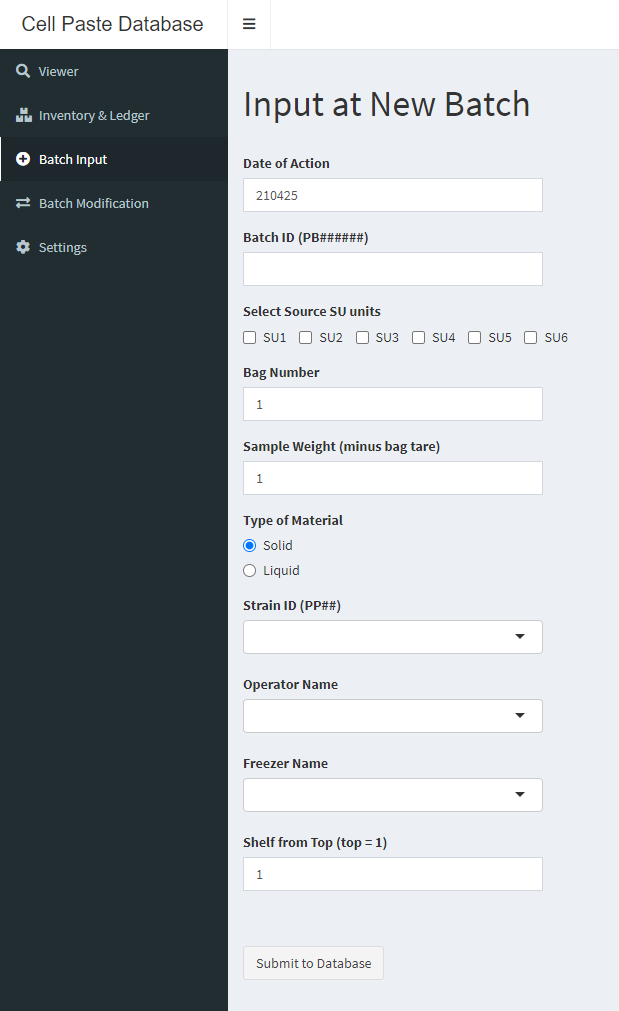 Cell Paste Database
Viewer
Inventory & Ledger
Batch Input
Batch Modification
Settings
Input at New Batch
Date of Action
210425
Batch ID (PB######)
Select Source SU units
SU1 SU2 SU3 SU4 SU5 SU6
Bag Number
1
Sample Weight (minus bag tare)
1
Type of Material
Solid
Liquid
Strain ID (PP##)
Operator Name
Freezer Name
Shelf from Top (top = 1)
1
Submit to Database